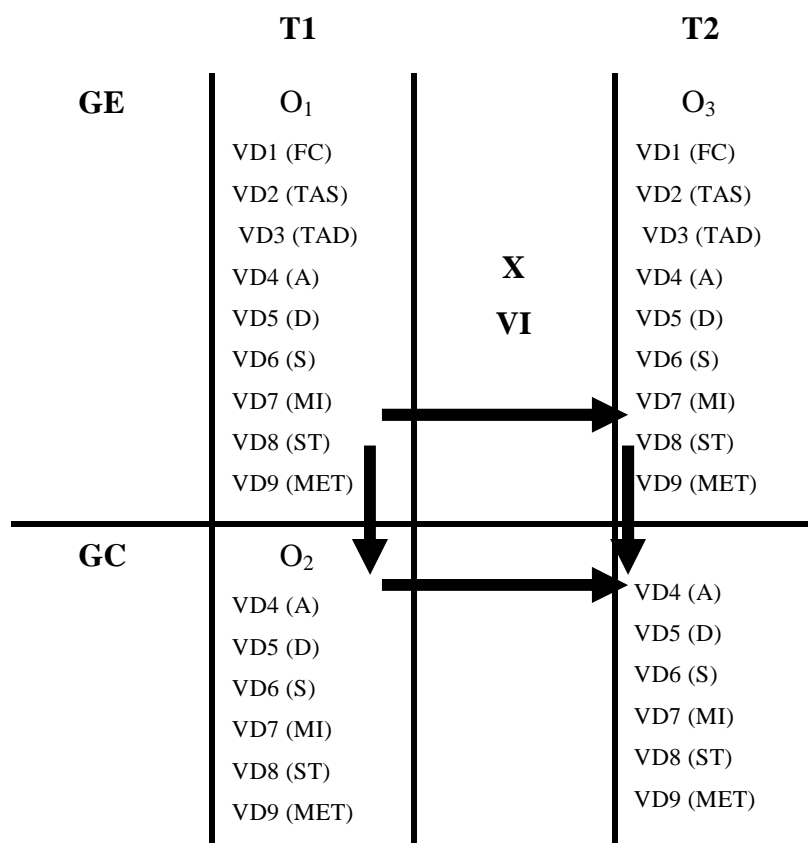 T1
T2
GE
O₁
O₃
VD1 (FC)
VD2 (TAS)
VD3 (TAD)
VD4 (A)
VD5 (D)
VD6 (S)
VD7 (MI)
VD8 (ST)
VD9 (MET)
X
VI
VD1 (FC)
VD2 (TAS)
VD3 (TAD)
VD4 (A)
VD5 (D)
VD6 (S)
VD7 (MI)
VD8 (ST)
VD9 (MET)
GC
O₂
VD4 (A)
VD5 (D)
VD6 (S)
VD7 (MI)
VD8 (ST)
VD9 (MET)
VD4 (A)
VD5 (D)
VD6 (S)
VD7 (MI)
VD8 (ST)
VD9 (MET)